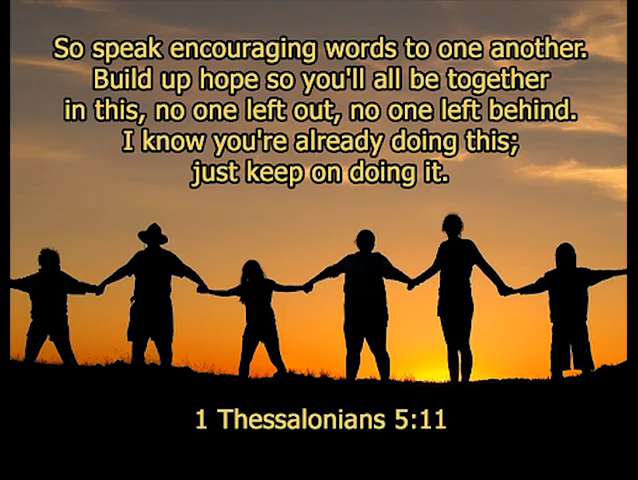 So speak encouraging words to one another.
Build up hope so you'll all be together
in this, no one left out, no one left behind.
I know you're already doing this;
just keep on doing it.
1 Thessalonians 5:11